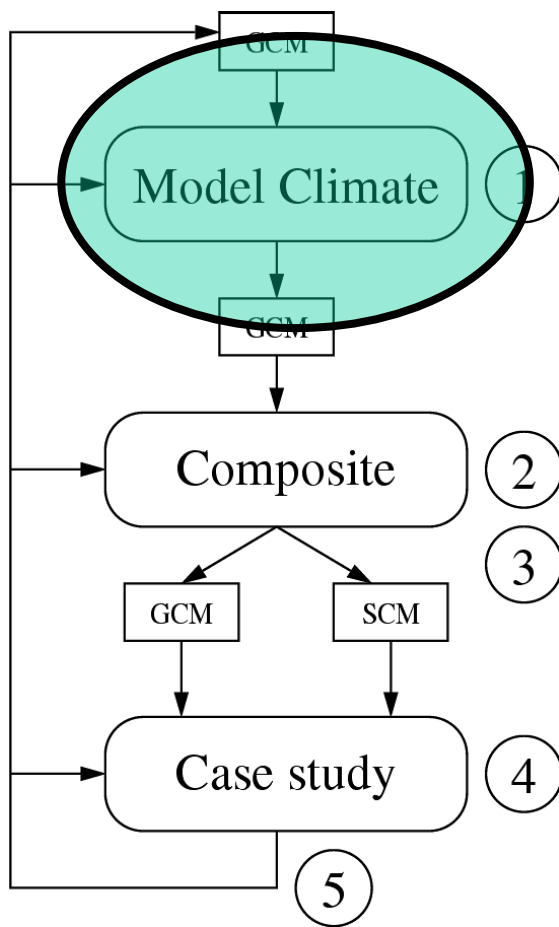 GCM
Model Climate
1
GCM
Composite
2
3
GCM
SCM
Case study
4
5